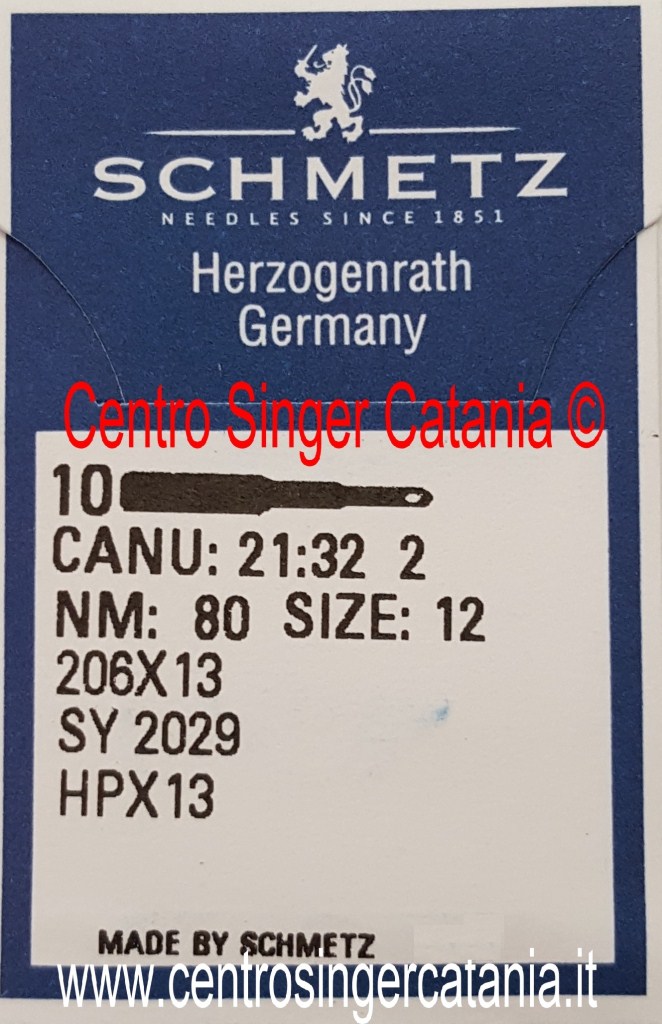 SCHMETZ
NEEDLES SINCE 1851
Herzogenrath
Germany
Centro Singer Catania ©
10
CANU: 21:32 2
NM: 80 SIZE: 12
206X13
SY 2029
HPX13
MADE BY SCHMETZ
www.centrosingercatania.it